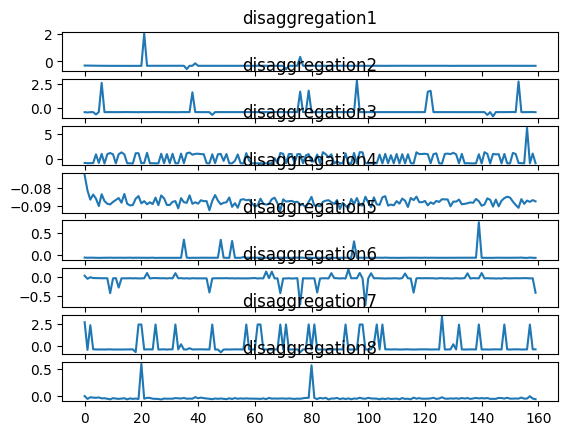 disaggregation1
2
0
disaggregation2
2.5
0.0
disaggregation3
5
0
disaggregation4
−0.08
−0.09
disaggregation5
0.5
0.0
disaggregation6
0.0
−0.5
disaggregation7
2.5
0.0
disaggregation8
0.5
0.0
0 20 40 60 80 100 120 140 160